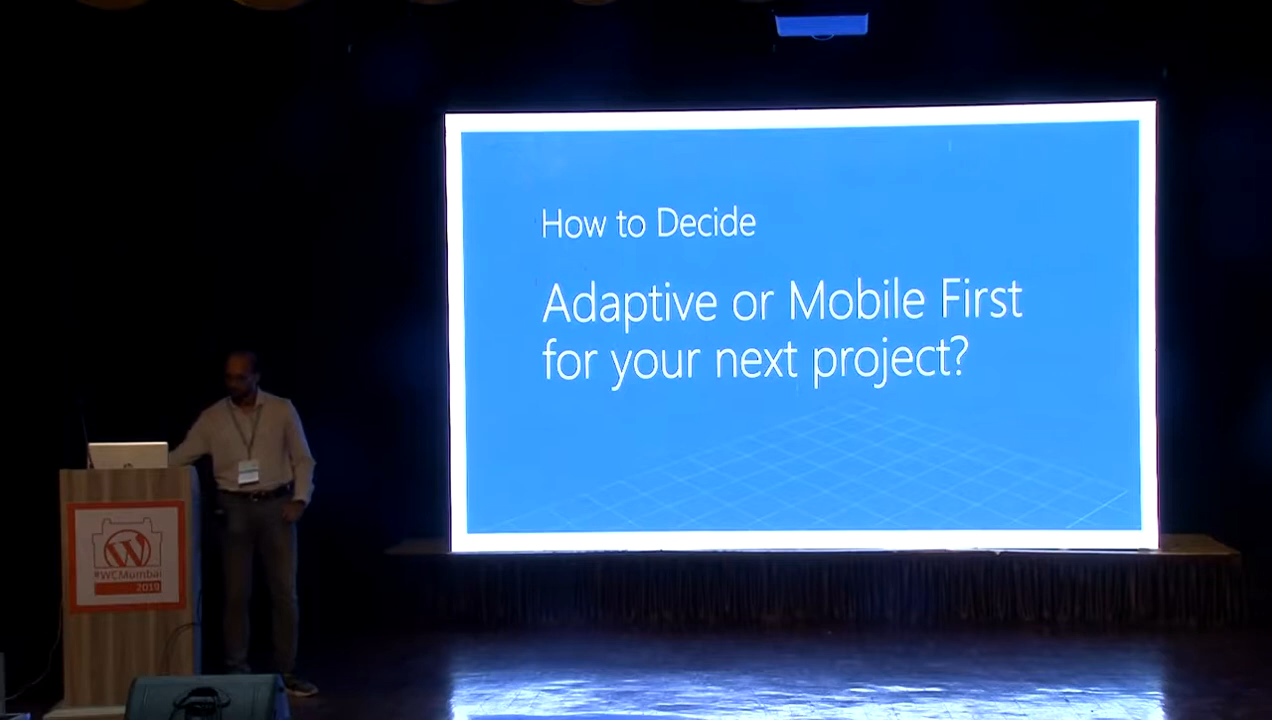 How to Decide
Adaptive or Mobile First
for your next project?
#WCMumbai
2019